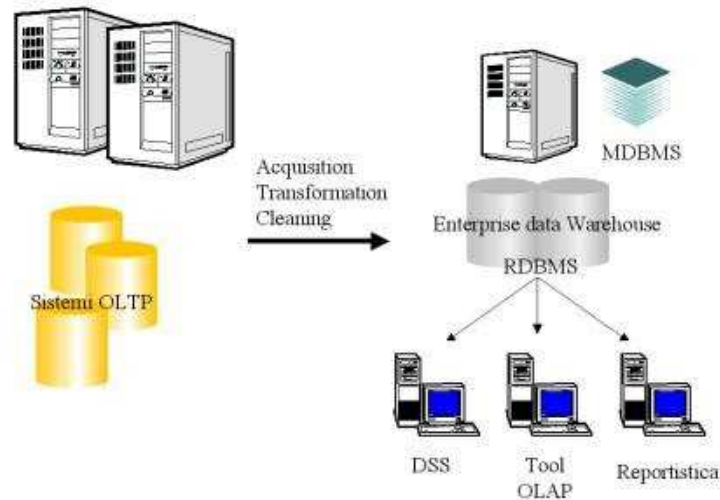 Acquisition
Transformation
Cleaning
Sistemi OLTP
MDBMS
Enterprise data Warehouse
RDBMS
DSS
Tool
OLAP
Reportistica